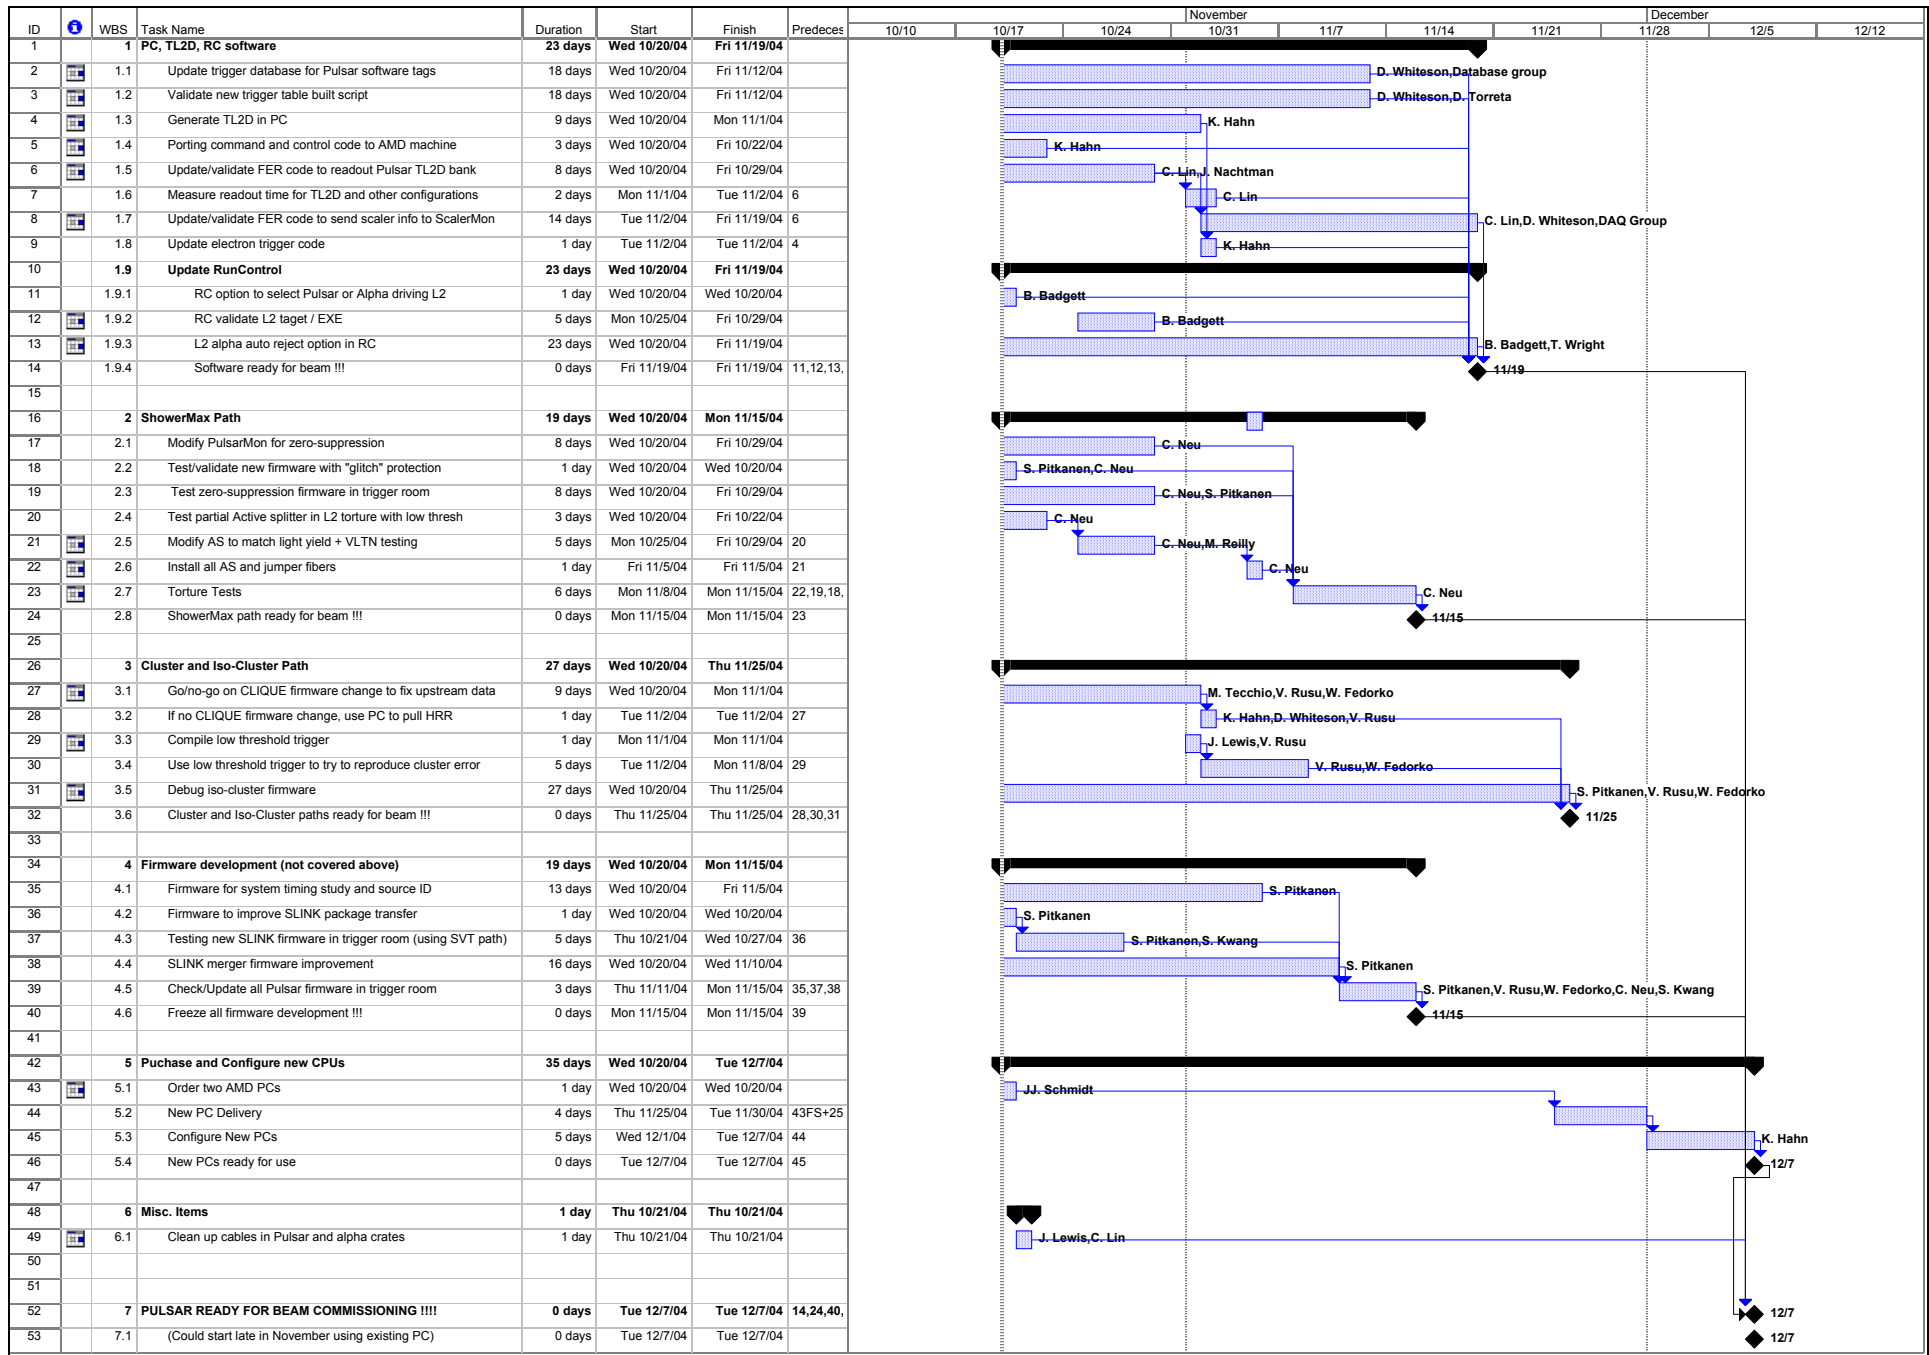 November December
ID WBS Task Name Duration Start Finish Predeces 10/10 10/17 10/24 10/31 11/7 11/14 11/21 11/28 12/5 12/12
1 1 PC, TL2D, RC software 23 days Wed 10/20/04 Fri 11/19/04
2 1.1 Update trigger database for Pulsar software tags 18 days Wed 10/20/04 Fri 11/12/04 D. Whiteson,Database group
3 1.2 Validate new trigger table built script 18 days Wed 10/20/04 Fri 11/12/04 D. Whiteson,D. Torreta
4 1.3 Generate TL2D in PC 9 days Wed 10/20/04 Mon 11/1/04 K. Hahn
5 1.4 Porting command and control code to AMD machine 3 days Wed 10/20/04 Fri 10/22/04 K. Hahn
6 1.5 Update/validate FER code to readout Pulsar TL2D bank 8 days Wed 10/20/04 Fri 10/29/04 C. Lin,J. Nachtman
7 1.6 Measure readout time for TL2D and other configurations 2 days Mon 11/1/04 Tue 11/2/04 6 C. Lin
8 1.7 Update/validate FER code to send scaler info to ScalerMon 14 days Tue 11/2/04 Fri 11/19/04 6 C. Lin,D. Whiteson,DAQ Group
9 1.8 Update electron trigger code 1 day Tue 11/2/04 Tue 11/2/04 4 K. Hahn
10 1.9 Update RunControl 23 days Wed 10/20/04 Fri 11/19/04
11 1.9.1 RC option to select Pulsar or Alpha driving L2 1 day Wed 10/20/04 Wed 10/20/04 B. Badgett
12 1.9.2 RC validate L2 taget / EXE 5 days Mon 10/25/04 Fri 10/29/04 B. Badgett
13 1.9.3 L2 alpha auto reject option in RC 23 days Wed 10/20/04 Fri 11/19/04 B. Badgett,T. Wright
14 1.9.4 Software ready for beam !!! 0 days Fri 11/19/04 Fri 11/19/04 11,12,13, 11/19
15
16 2 ShowerMax Path 19 days Wed 10/20/04 Mon 11/15/04
17 2.1 Modify PulsarMon for zero-suppression 8 days Wed 10/20/04 Fri 10/29/04 C. Neu
18 2.2 Test/validate new firmware with "glitch" protection 1 day Wed 10/20/04 Wed 10/20/04 S. Pitkanen,C. Neu
19 2.3 Test zero-suppression firmware in trigger room 8 days Wed 10/20/04 Fri 10/29/04 C. Neu,S. Pitkanen
20 2.4 Test partial Active splitter in L2 torture with low thresh 3 days Wed 10/20/04 Fri 10/22/04 C. Neu
21 2.5 Modify AS to match light yield + VLTN testing 5 days Mon 10/25/04 Fri 10/29/04 20 C. Neu,M. Reilly
22 2.6 Install all AS and jumper fibers 1 day Fri 11/5/04 Fri 11/5/04 21 C. Neu
23 2.7 Torture Tests 6 days Mon 11/8/04 Mon 11/15/04 22,19,18, C. Neu
24 2.8 ShowerMax path ready for beam !!! 0 days Mon 11/15/04 Mon 11/15/04 23 11/15
25
26 3 Cluster and Iso-Cluster Path 27 days Wed 10/20/04 Thu 11/25/04
27 3.1 Go/no-go on CLIQUE firmware change to fix upstream data 9 days Wed 10/20/04 Mon 11/1/04 M. Tecchio,V. Rusu,W. Fedorko
28 3.2 If no CLIQUE firmware change, use PC to pull HRR 1 day Tue 11/2/04 Tue 11/2/04 27 K. Hahn,D. Whiteson,V. Rusu
29 3.3 Compile low threshold trigger 1 day Mon 11/1/04 Mon 11/1/04 J. Lewis,V. Rusu
30 3.4 Use low threshold trigger to try to reproduce cluster error 5 days Tue 11/2/04 Mon 11/8/04 29 V. Rusu,W. Fedorko
31 3.5 Debug iso-cluster firmware 27 days Wed 10/20/04 Thu 11/25/04 S. Pitkanen,V. Rusu,W. Fedorko
32 3.6 Cluster and Iso-Cluster paths ready for beam !!! 0 days Thu 11/25/04 Thu 11/25/04 28,30,31 11/25
33
34 4 Firmware development (not covered above) 19 days Wed 10/20/04 Mon 11/15/04
35 4.1 Firmware for system timing study and source ID 13 days Wed 10/20/04 Fri 11/5/04 S. Pitkanen
36 4.2 Firmware to improve SLINK package transfer 1 day Wed 10/20/04 Wed 10/20/04 S. Pitkanen
37 4.3 Testing new SLINK firmware in trigger room (using SVT path) 5 days Thu 10/21/04 Wed 10/27/04 36 S. Pitkanen,S. Kwang
38 4.4 SLINK merger firmware improvement 16 days Wed 10/20/04 Wed 11/10/04 S. Pitkanen
39 4.5 Check/Update all Pulsar firmware in trigger room 3 days Thu 11/11/04 Mon 11/15/04 35,37,38 S. Pitkanen,V. Rusu,W. Fedorko,C. Neu,S. Kwang
40 4.6 Freeze all firmware development !!! 0 days Mon 11/15/04 Mon 11/15/04 39 11/15
41
42 5 Puchase and Configure new CPUs 35 days Wed 10/20/04 Tue 12/7/04
43 5.1 Order two AMD PCs 1 day Wed 10/20/04 Wed 10/20/04 JJ. Schmidt
44 5.2 New PC Delivery 4 days Thu 11/25/04 Tue 11/30/04 43FS+25
45 5.3 Configure New PCs 5 days Wed 12/1/04 Tue 12/7/04 44 K. Hahn
46 5.4 New PCs ready for use 0 days Tue 12/7/04 Tue 12/7/04 45 12/7
47
48 6 Misc. Items 1 day Thu 10/21/04 Thu 10/21/04
49 6.1 Clean up cables in Pulsar and alpha crates 1 day Thu 10/21/04 Thu 10/21/04 J. Lewis,C. Lin
50
51
52 7 PULSAR READY FOR BEAM COMMISSIONING !!!! 0 days Tue 12/7/04 Tue 12/7/04 14,24,40, 12/7
53 7.1 (Could start late in November using existing PC) 0 days Tue 12/7/04 Tue 12/7/04 12/7